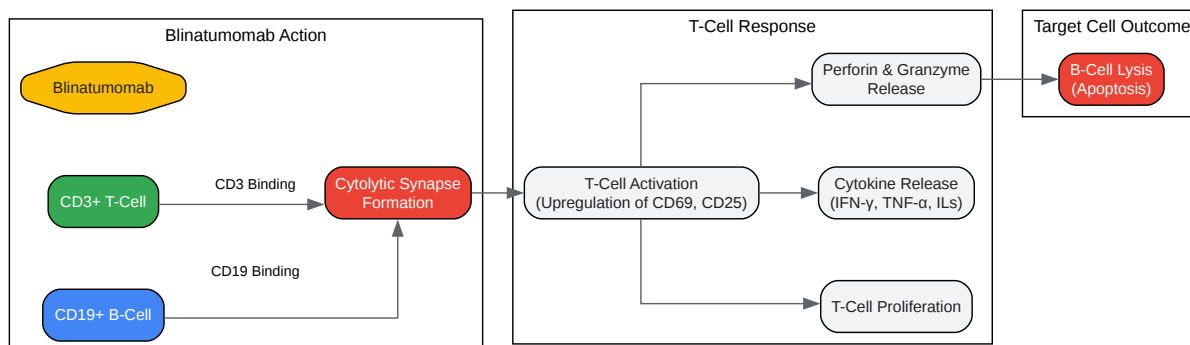 Blinatumomab Action
Blinatumomab
CD3+ T-Cell
CD3 Binding
CD19+ B-Cell
CD19 Binding
Cytolytic Synapse
Formation
T-Cell Response
T-Cell Activation
(Upregulation of CD69, CD25)
Perforin & Granzyme
Release
Cytokine Release
(IFN-γ, TNF-α, ILs)
T-Cell Proliferation
Target Cell Outcome
B-Cell Lysis
(Apoptosis)